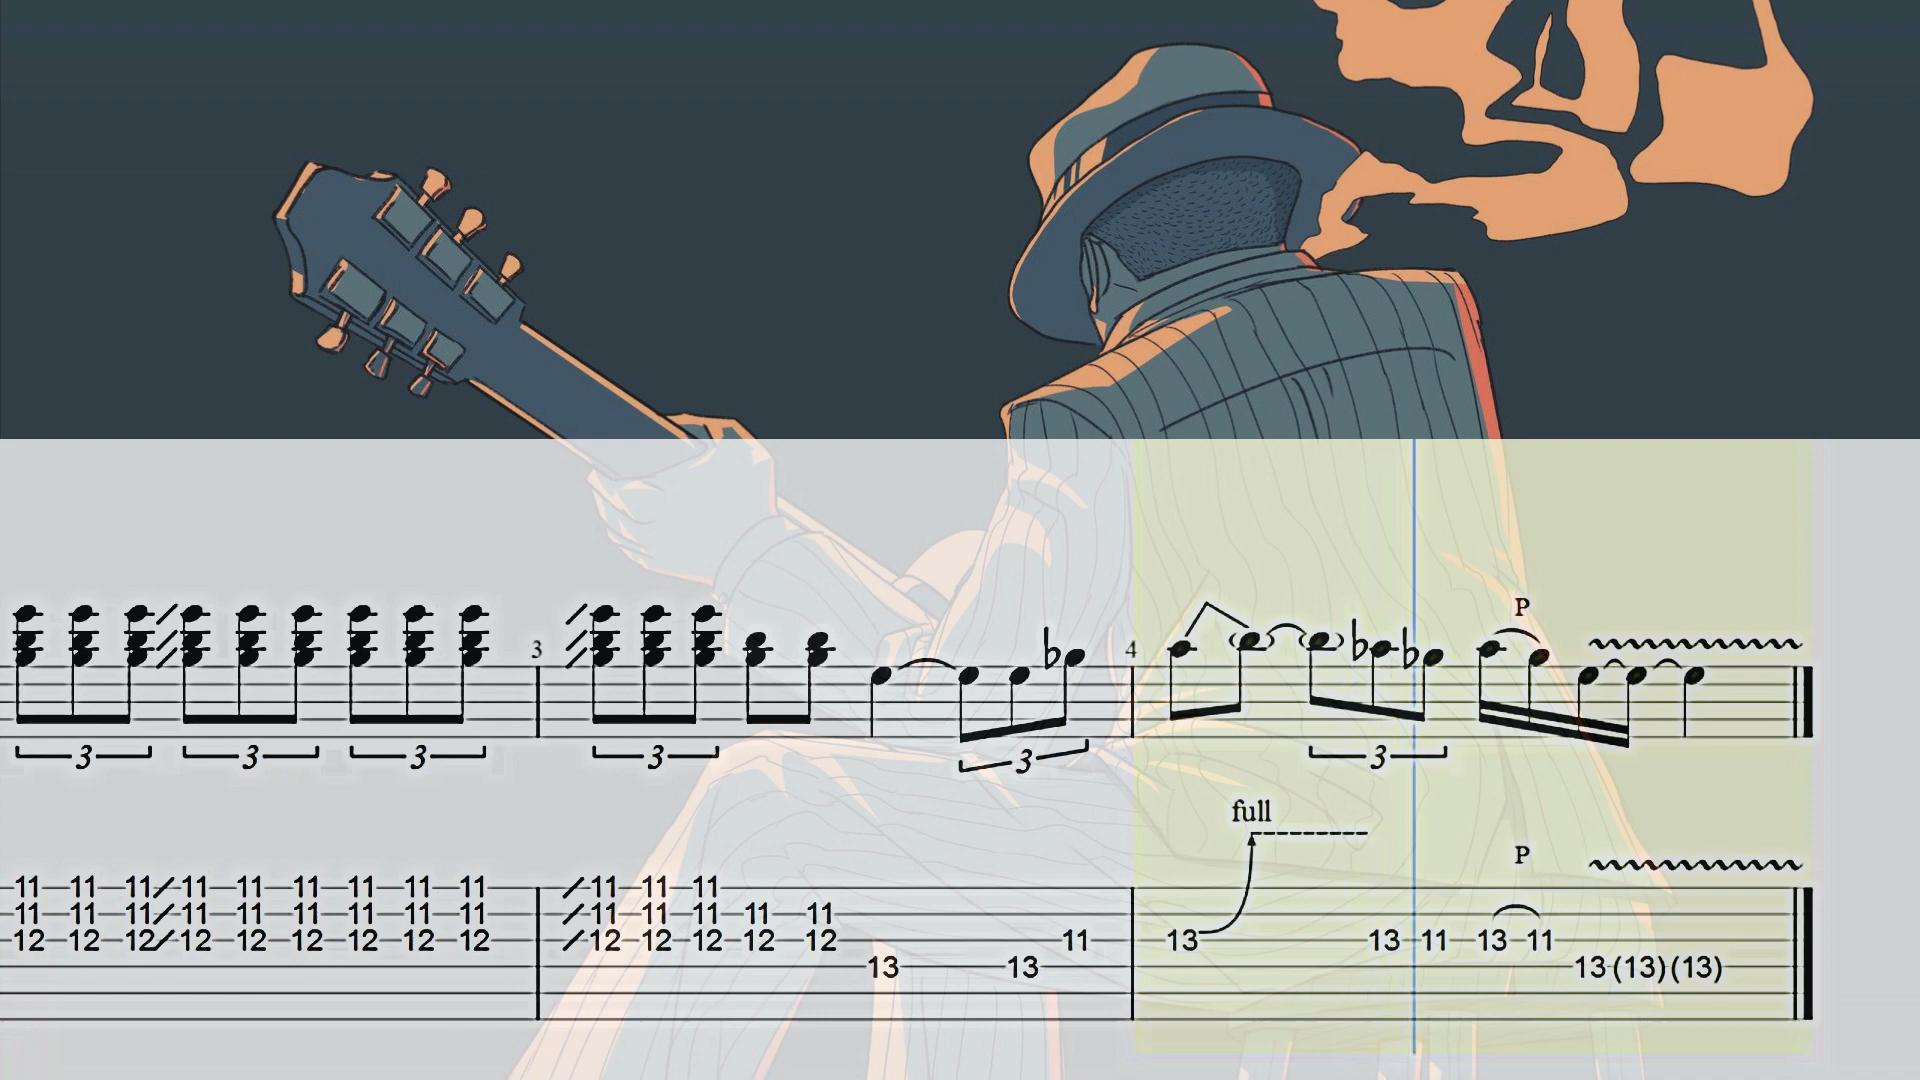 P
3
4
3 3 3 3 3 3
full
P
11 11 11 11 11 11 11 11 11 11 11 11
11 11 11 11 11 11 11 11 11 11 11 11 11 11
12 12 12 12 12 12 12 12 12 12 12 12 12 12 11 13 13 11 13 11
13 13 13 (13) (13)